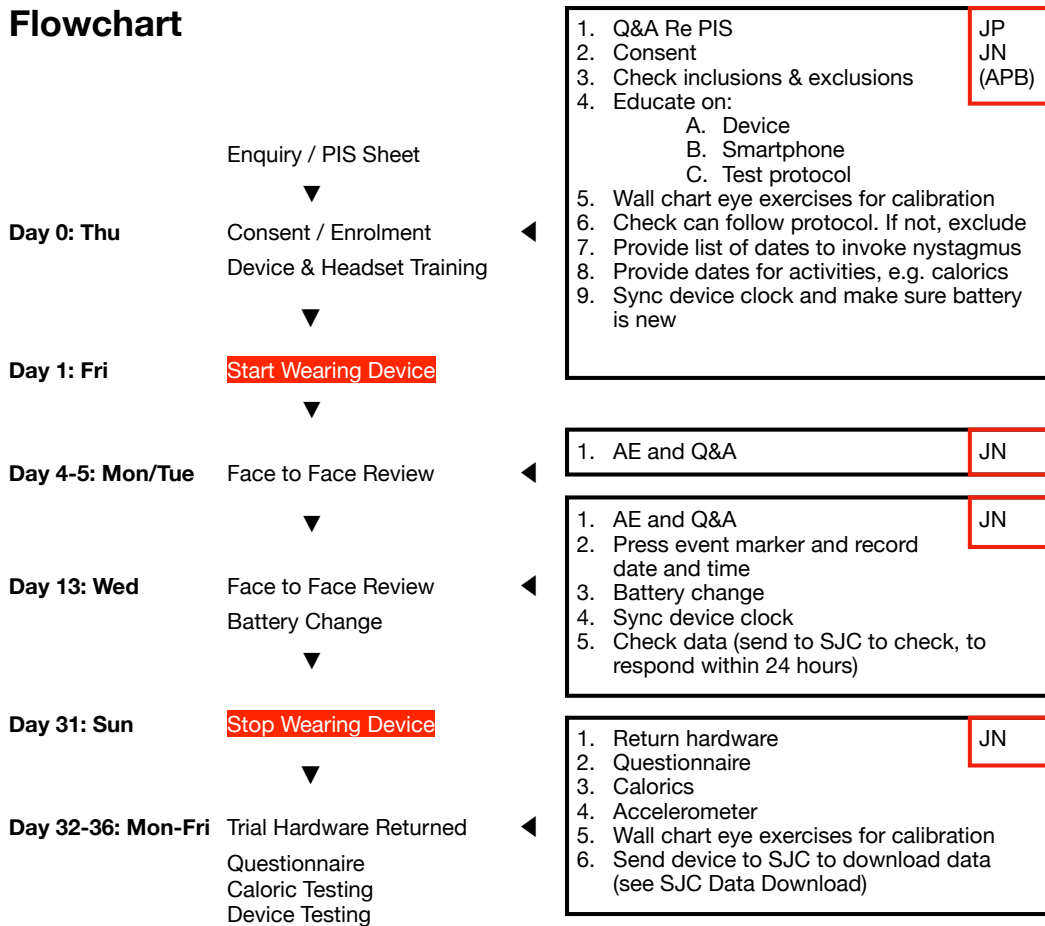 Flowchart
Enquiry / PIS Sheet
Day 0: Thu Consent / Enrolment
Device & Headset Training
Day 1: Fri Start Wearing Device
Day 4-5: Mon/Tue Face to Face Review
Day 13: Wed Face to Face Review
Battery Change
Day 31: Sun Stop Wearing Device
Day 32-36: Mon-Fri Trial Hardware Returned
Questionnaire
Caloric Testing
Device Testing
1. Q&A Re PIS
2. Consent
3. Check inclusions & exclusions
4. Educate on:
A. Device
B. Smartphone
C. Test protocol
5. Wall chart eye exercises for calibration
6. Check can follow protocol. If not, exclude
7. Provide list of dates to invoke nystagmus
8. Provide dates for activities, e.g. calorics
9. Sync device clock and make sure battery
is new
JP
JN
(APB)
1. AE and Q&A
JN
1. AE and Q&A
2. Press event marker and record
date and time
3. Battery change
4. Sync device clock
5. Check data (send to SJC to check, to
respond within 24 hours)
JN
1. Return hardware
2. Questionnaire
3. Calorics
4. Accelerometer
5. Wall chart eye exercises for calibration
6. Send device to SJC to download data
(see SJC Data Download)
JN